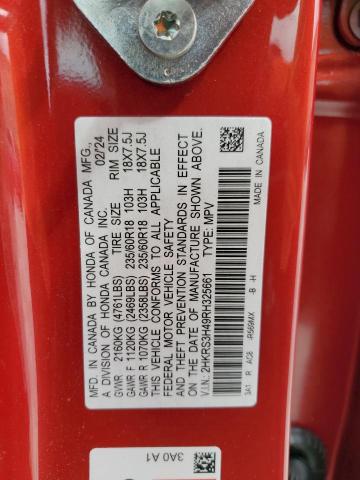 MFD. IN CANADA BY HONDA OF CANADA MFG.,
A DIVISION OF HONDA CANADA INC. 02/24
TIRE SIZE RIM SIZE
GVWR 2160KG (4761LBS)
GAWR F 1120KG (2469LBS) 235/60R18 103H 18X7.5J
GAWR R 1070KG (2358LBS) 235/60R18 103H 18X7.5J
THIS VEHICLE CONFORMS TO ALL APPLICABLE
FEDERAL MOTOR VEHICLE SAFETY
AND THEFT PREVENTION STANDARDS IN EFFECT
ON THE DATE OF MANUFACTURE SHOWN ABOVE.
V.I.N.: 2HKRS3H49RH325661 TYPE: MPV
3A1 R AC8 -R569MX -B -H MADE IN CANADA
3A0 A1